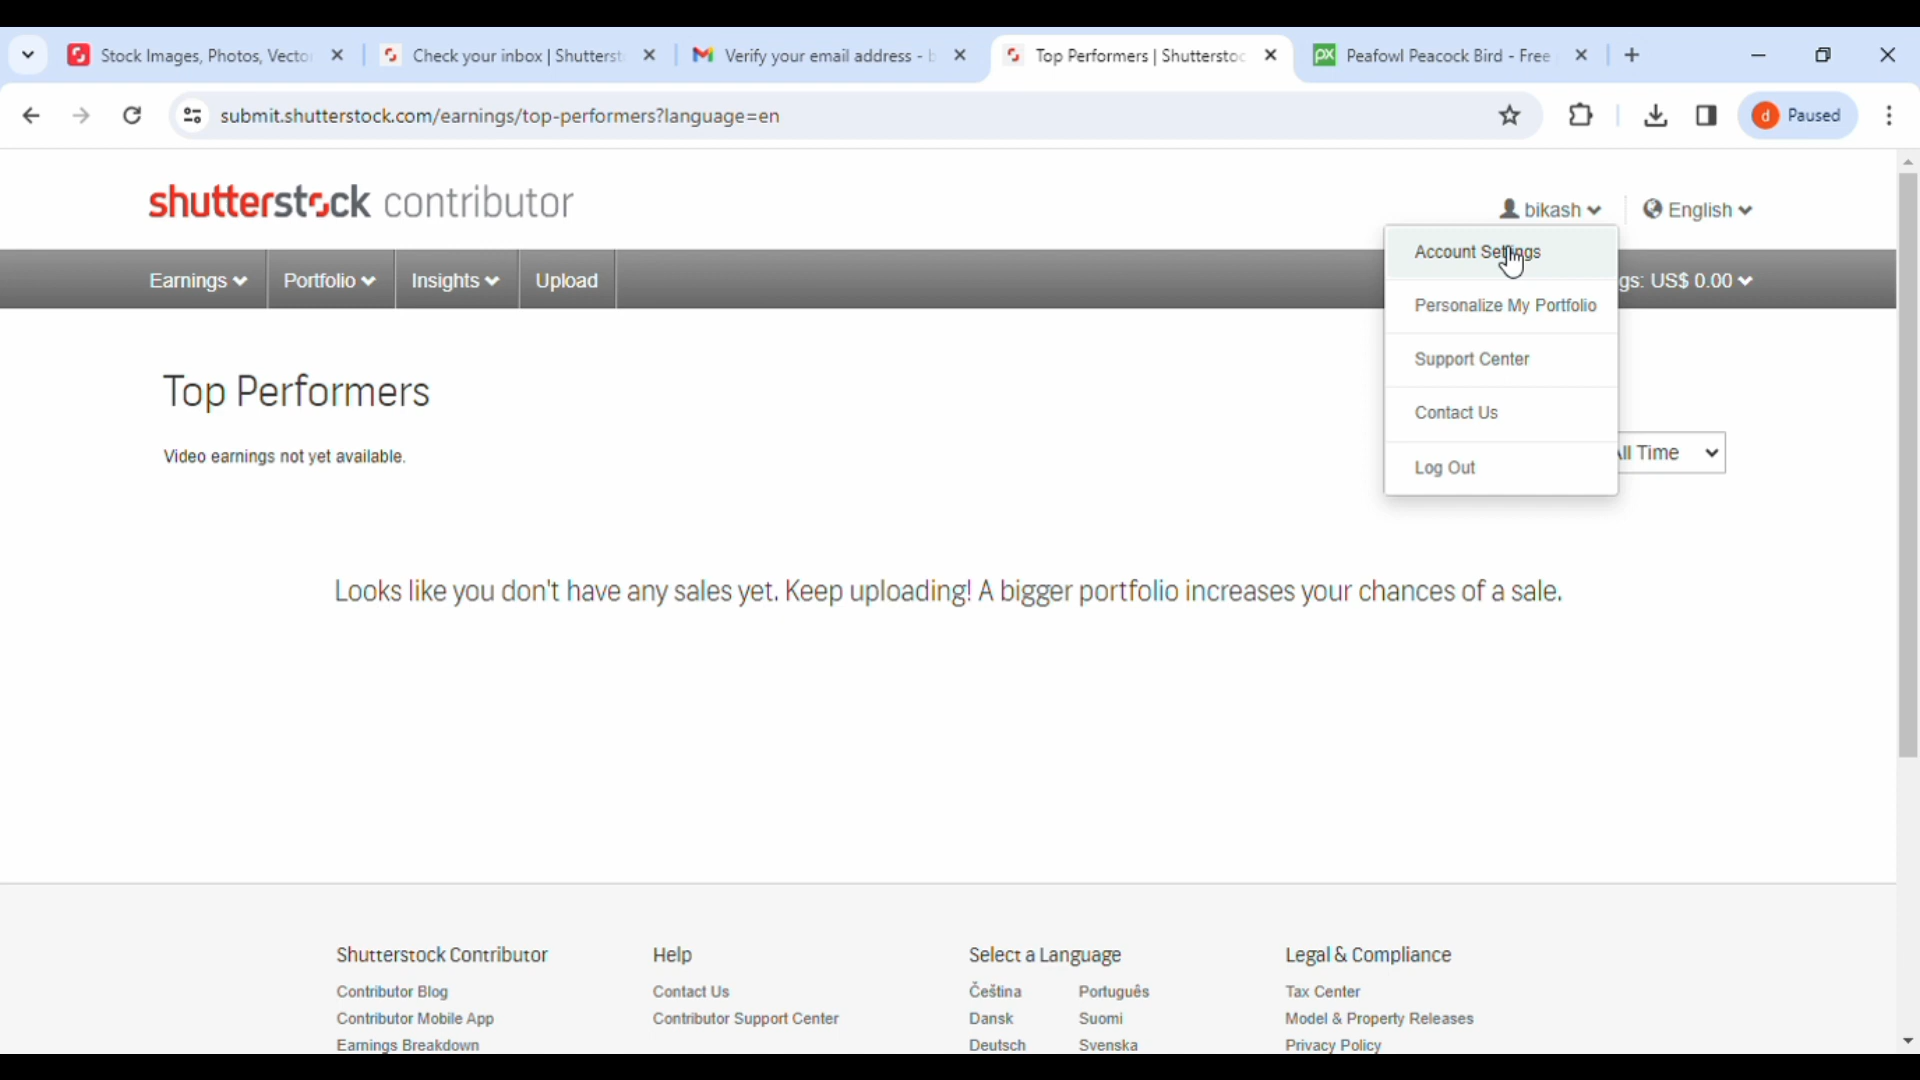 Stock Images, Photos, Vector
Check your inbox | Shutterst
Verify your email address - b
Top Performers | Shutterstoc
Peafowl Peacock Bird - Free
submit.shutterstock.com/earnings/top-performers?language=en
d Paused
shutterstock contributor
bikash
English
Earnings
Portfolio
Insights
Upload
gs: US$ 0.00
Account Settings
Personalize My Portfolio
Support Center
Contact Us
Log Out
Top Performers
Video earnings not yet available.
All Time
Looks like you don't have any sales yet. Keep uploading! A bigger portfolio increases your chances of a sale.
Shutterstock Contributor
Contributor Blog
Contributor Mobile App
Earnings Breakdown
Help
Contact Us
Contributor Support Center
Select a Language
Čeština Português
Dansk Suomi
Deutsch Svenska
Legal & Compliance
Tax Center
Model & Property Releases
Privacy Policy